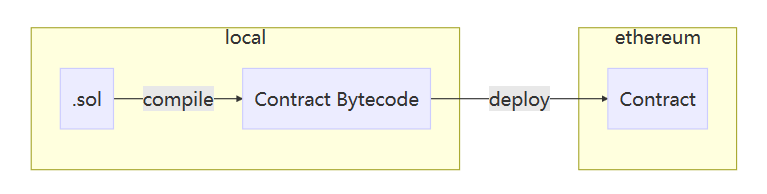 local
ethereum
.sol
compile
Contract Bytecode
deploy
Contract